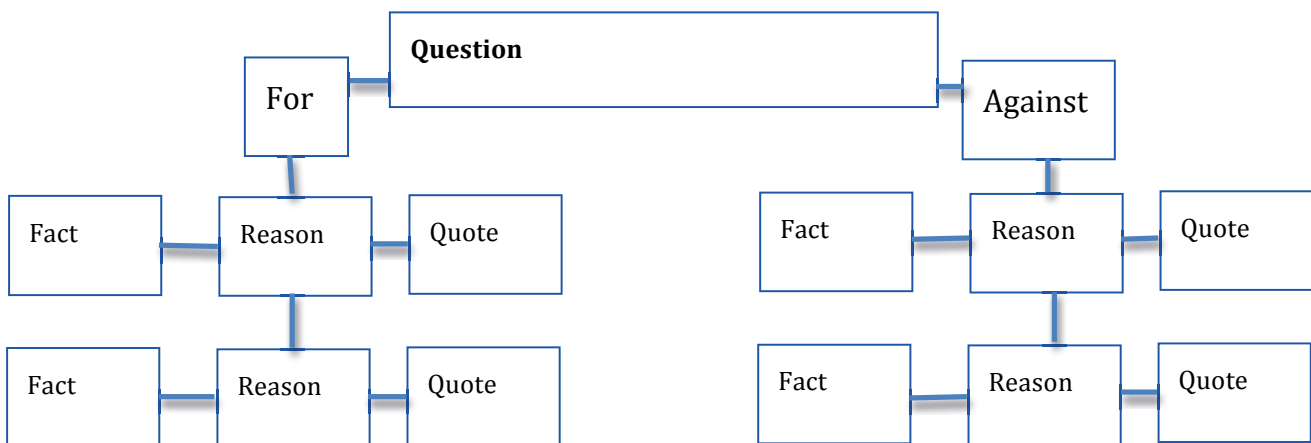 Question
For
Against
Fact
Reason
Quote
Fact
Reason
Quote
Fact
Reason
Quote
Fact
Reason
Quote